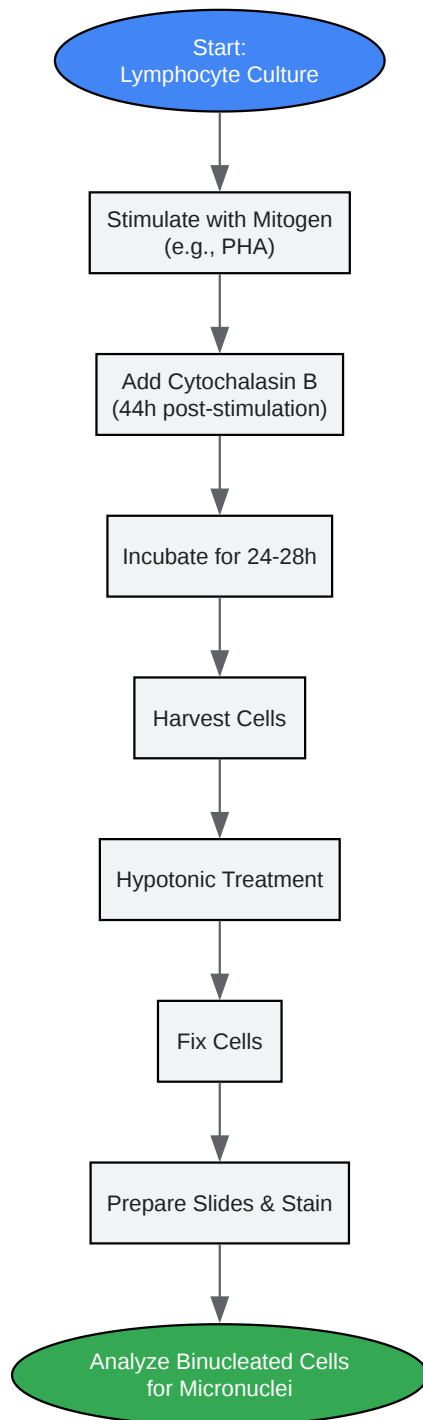 Start:
Lymphocyte Culture
Stimulate with Mitogen
(e.g., PHA)
Add Cytochalasin B
(44h post-stimulation)
Incubate for 24-28h
Harvest Cells
Hypotonic Treatment
Fix Cells
Prepare Slides & Stain
Analyze Binucleated Cells
for Micronuclei